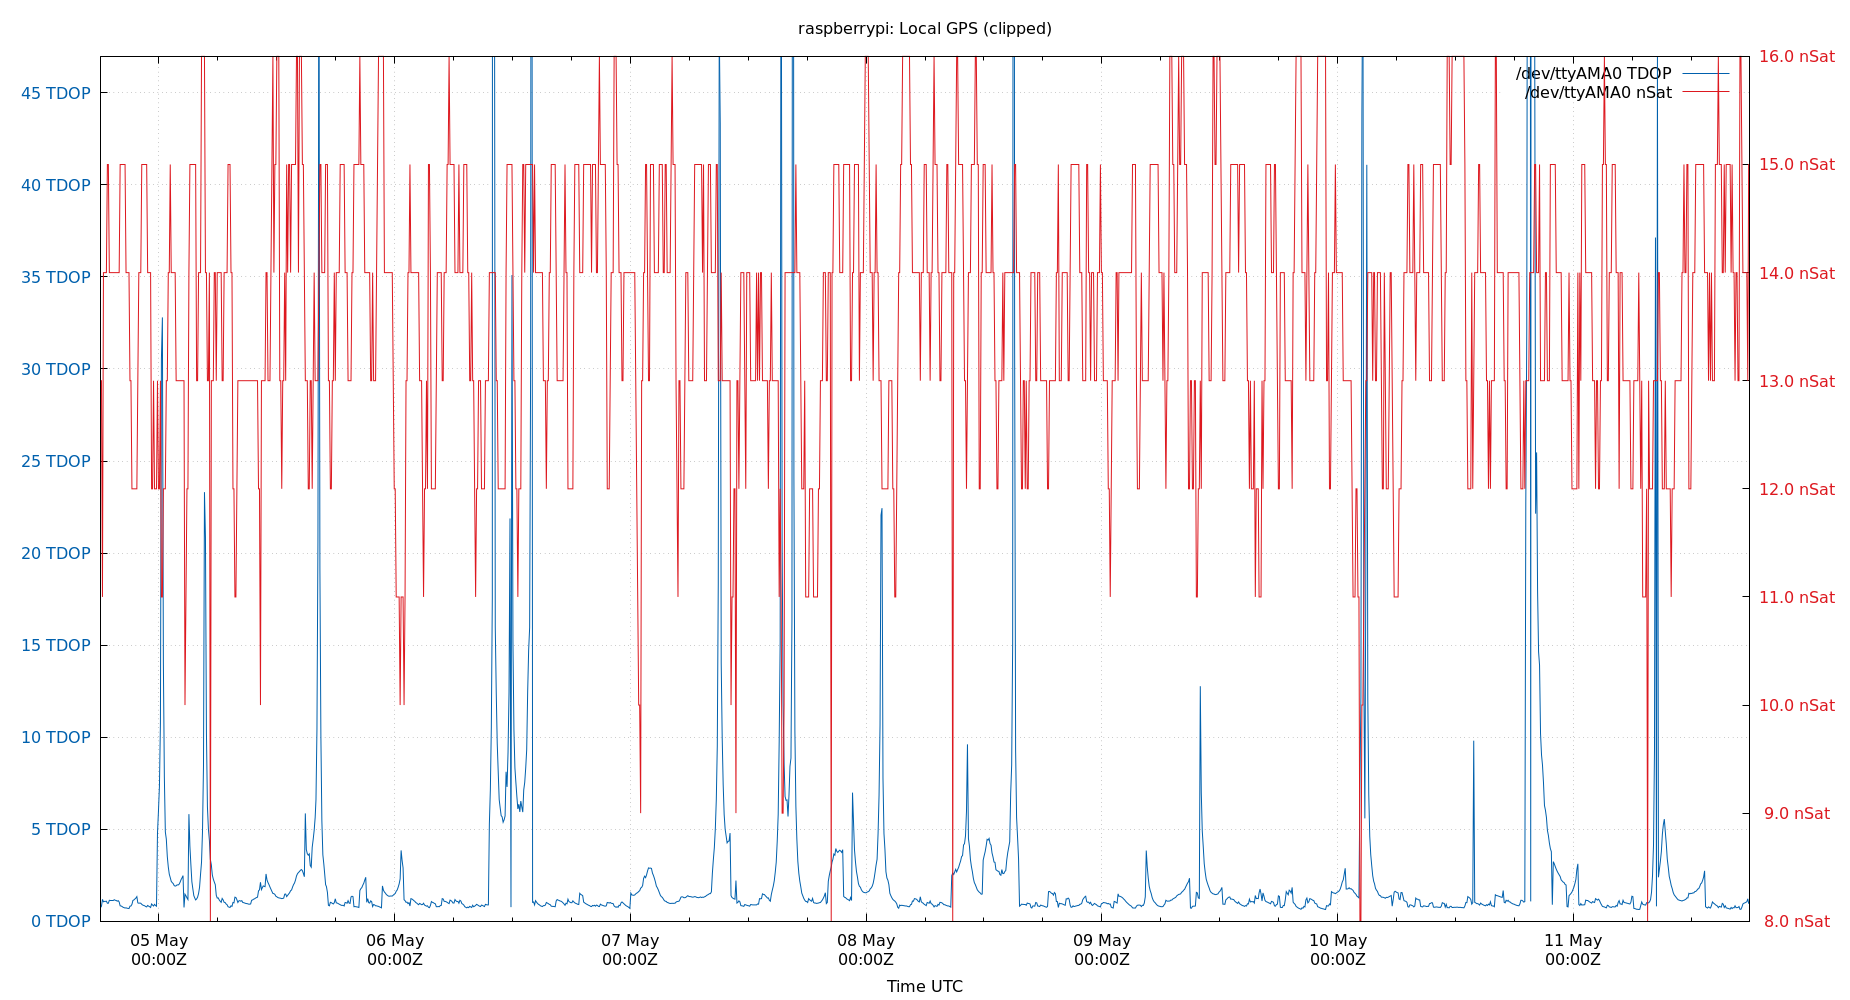 raspberrypi: Local GPS (clipped)
/dev/ttyAMA0 TDOP
/dev/ttyAMA0 nSat
45 TDOP
40 TDOP
35 TDOP
30 TDOP
25 TDOP
20 TDOP
15 TDOP
10 TDOP
5 TDOP
0 TDOP
16.0 nSat
15.0 nSat
14.0 nSat
13.0 nSat
12.0 nSat
11.0 nSat
10.0 nSat
9.0 nSat
8.0 nSat
05 May
00:00Z
06 May
00:00Z
07 May
00:00Z
08 May
00:00Z
09 May
00:00Z
10 May
00:00Z
11 May
00:00Z
Time UTC